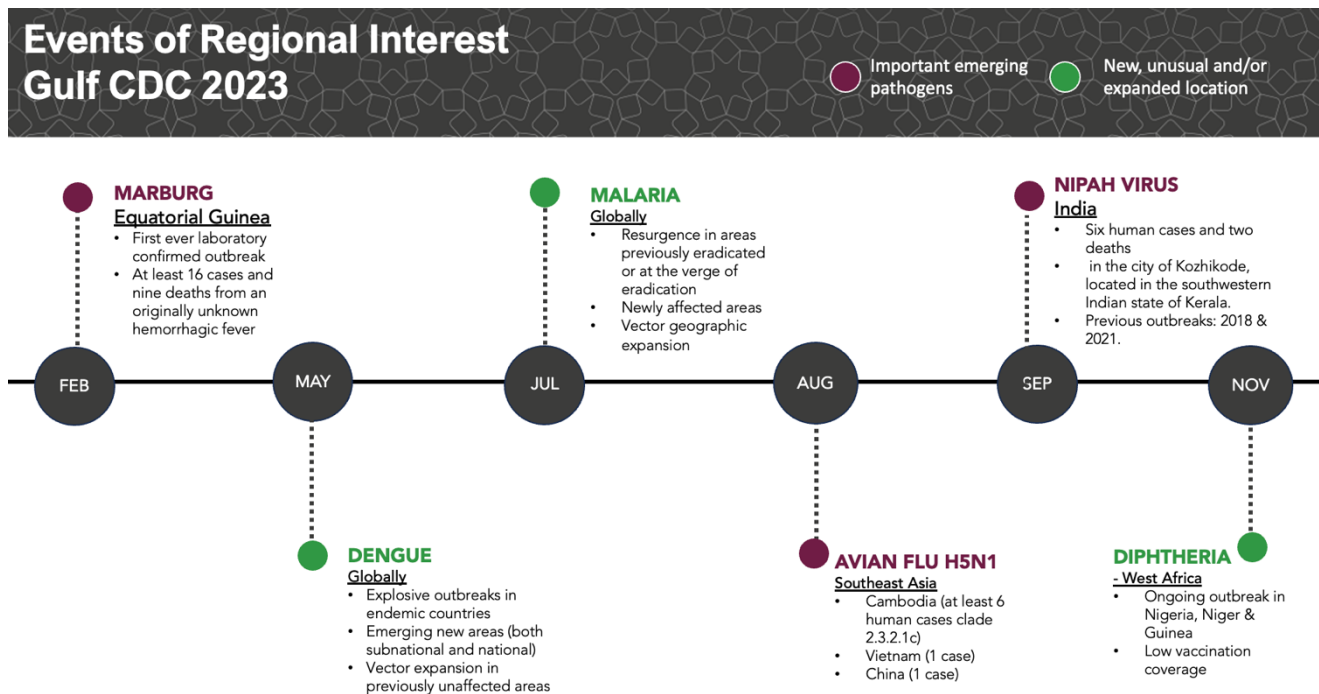 Events of Regional Interest
Gulf CDC 2023
Important emerging
pathogens
New, unusual and/or
expanded location
MARBURG
Equatorial Guinea
• First ever laboratory
confirmed outbreak
• At least 16 cases and
nine deaths from an
originally unknown
hemorrhagic fever
MALARIA
Globally
• Resurgence in areas
previously eradicated
or at the verge of
eradication
• Newly affected areas
• Vector geographic
expansion
NIPAH VIRUS
India
• Six human cases and two
deaths
• in the city of Kozhikode,
located in the southwestern
Indian state of Kerala.
• Previous outbreaks: 2018 &
2021.
FEB
MAY
JUL
AUG
SEP
NOV
DENGUE
Globally
• Explosive outbreaks in
endemic countries
• Emerging new areas (both
subnational and national)
• Vector expansion in
previously unaffected areas
AVIAN FLU H5N1
Southeast Asia
• Cambodia (at least 6
human cases clade
2.3.2.1c)
• Vietnam (1 case)
• China (1 case)
DIPHTHERIA
- West Africa
• Ongoing outbreak in
Nigeria, Niger &
Guinea
• Low vaccination
coverage